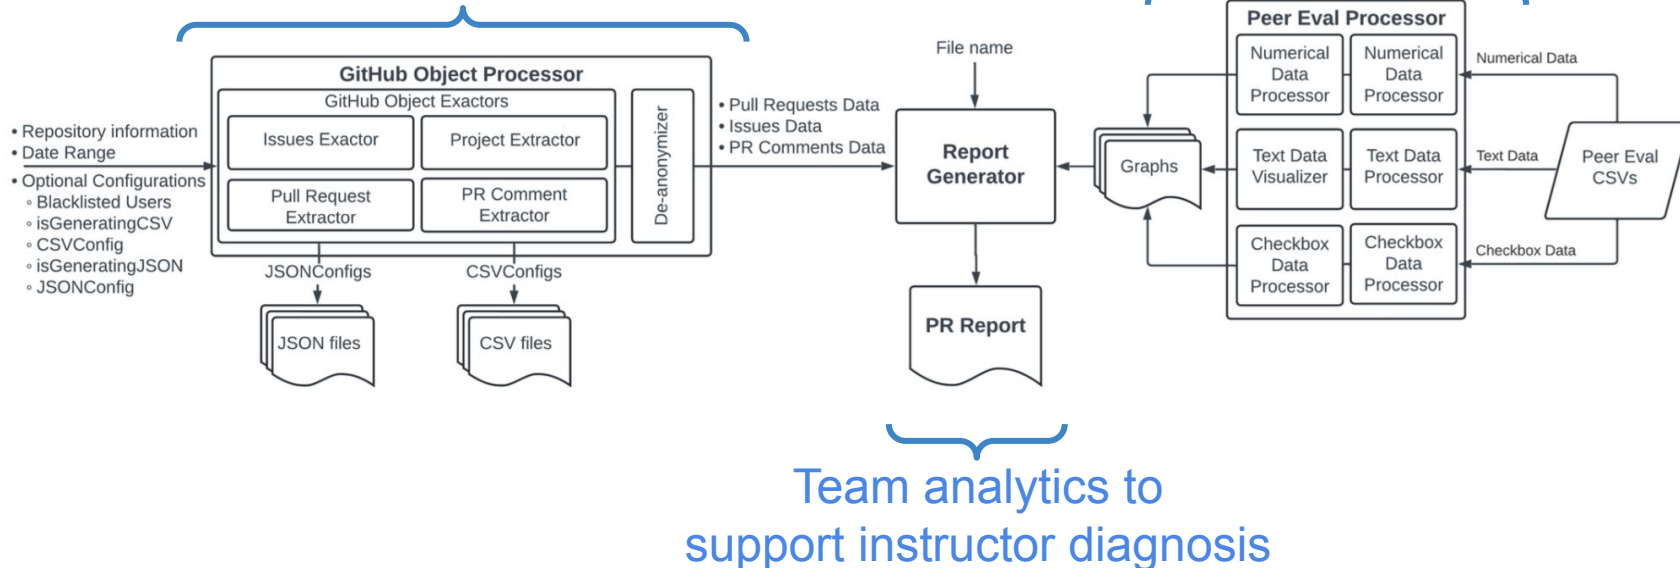 • Repository information
• Date Range
• Optional Configurations
◦ Blacklisted Users
◦ isGeneratingCSV
◦ CSVConfig
◦ isGeneratingJSON
◦ JSONConfig
GitHub Object Processor
GitHub Object Exactors
Issues Exactor
Project Extractor
Pull Request
Extractor
PR Comment
Extractor
De-anonymizer
JSONConfigs
CSVConfigs
JSON files
CSV files
• Pull Requests Data
• Issues Data
• PR Comments Data
File name
Report
Generator
PR Report
Graphs
Peer Eval Processor
Numerical
Data
Processor
Numerical
Data
Processor
Text Data
Visualizer
Text Data
Processor
Checkbox
Data
Processor
Checkbox
Data
Processor
Numerical Data
Text Data
Checkbox Data
Peer Eval
CSVs
Team analytics to
support instructor diagnosis